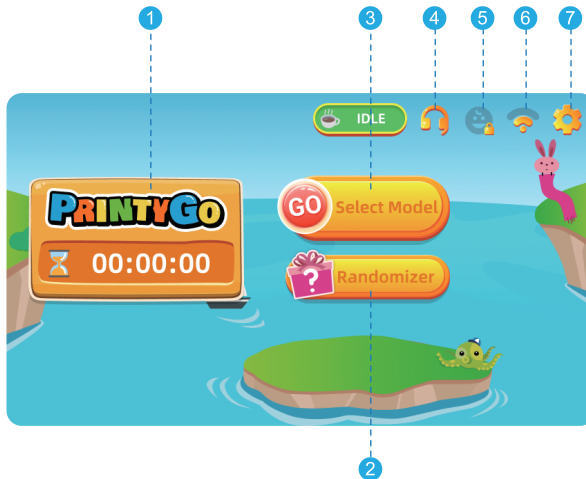 1 3 4 5 6 7
IDLE
PRINTYGO
GO Select Model
00:00:00
? Randomizer
2